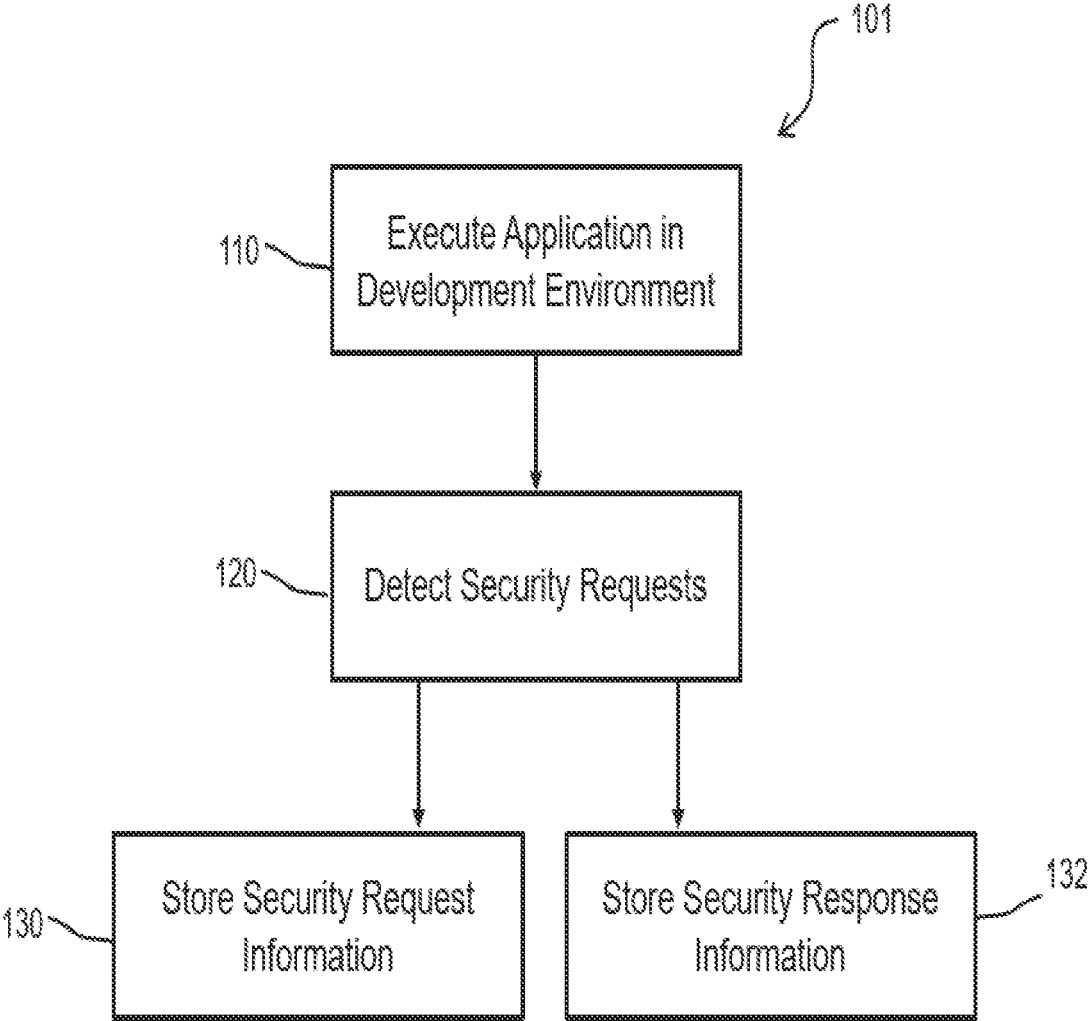 101
110
Execute Application in
Development Environment
120
Detect Security Requests
130
Store Security Request
Information
Store Security Response
Information
132